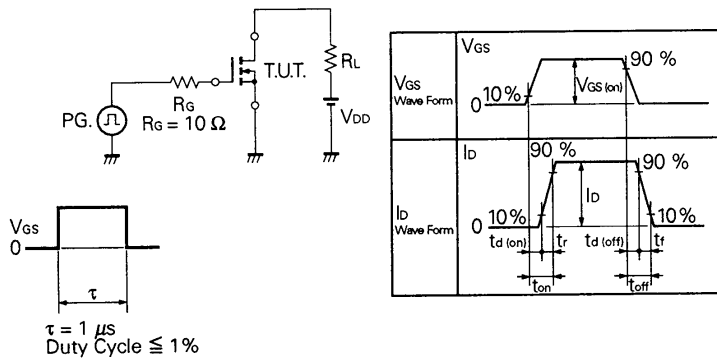 T.U.T.
RL
RG
RG = 10 Ω
PG.
VDD
VGS
0
τ
τ = 1 μs
Duty Cycle ≦ 1%
VGS
Wave Form
VGS
10%
0
VGS (on)
90 %
ID
Wave Form
ID
90 %
90 %
10%
0
ID
10%
td (on)
tr
td (off)
tf
ton
toff